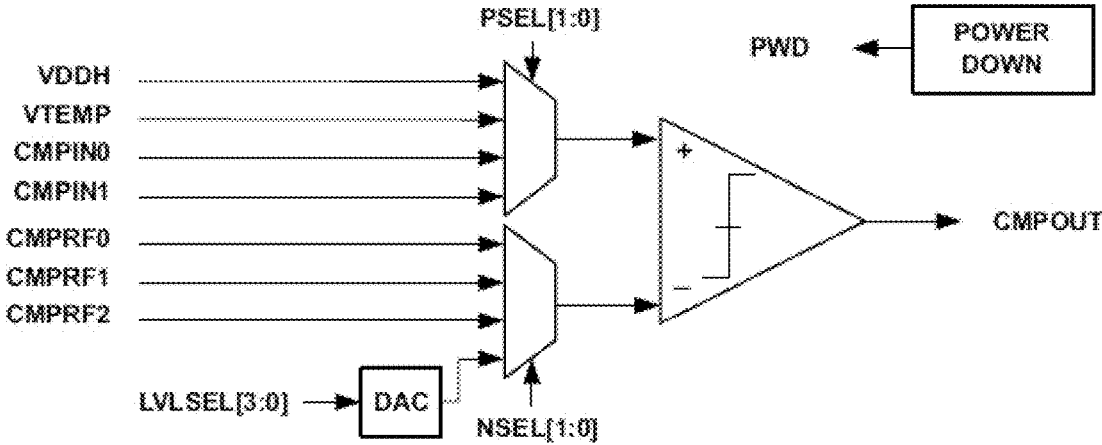 PSEL[1:0]
PWD
POWER
DOWN
VDDH
VTEMP
CMPIN0
CMPIN1
CMPRF0
CMPRF1
CMPRF2
+
−
CMPOUT
LVLSEL[3:0]
DAC
NSEL[1:0]